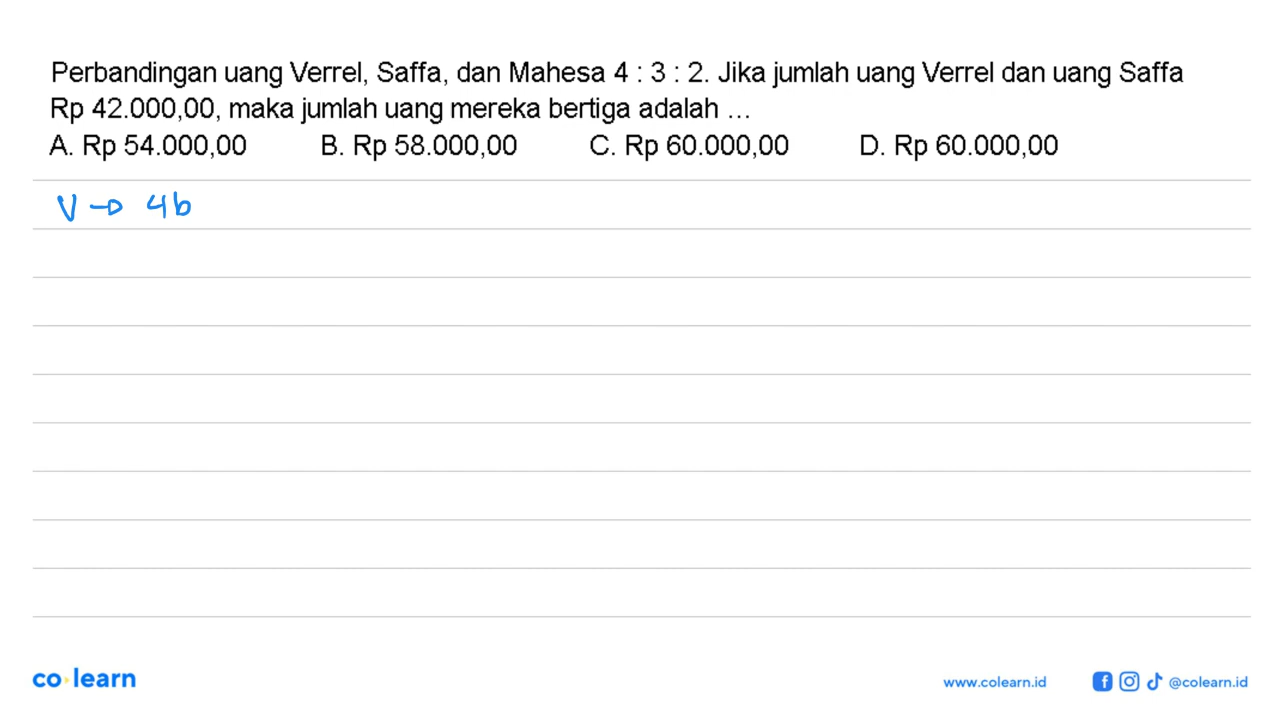 Perbandingan uang Verrel, Saffa, dan Mahesa 4 : 3 : 2. Jika jumlah uang Verrel dan uang Saffa
Rp 42.000,00, maka jumlah uang mereka bertiga adalah ...
A. Rp 54.000,00 B. Rp 58.000,00 C. Rp 60.000,00 D. Rp 60.000,00
V → 4b
co·learn
www.colearn.id @colearn.id